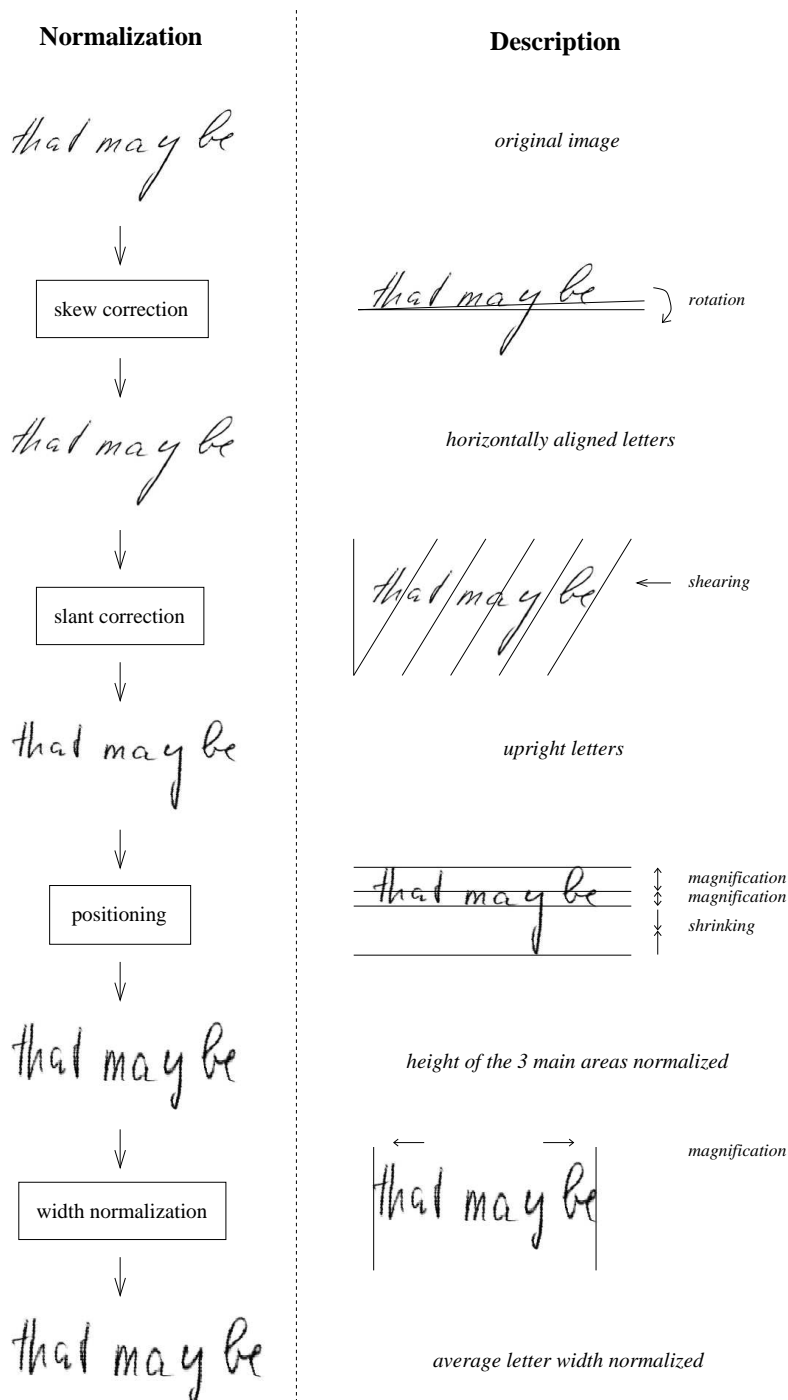 Normalization Description
that may be original image
that may be rotation
skew correction
that may be horizontally aligned letters
that may be shearing
slant correction
that may be upright letters
that may be magnification
magnification
positioning shrinking
that may be height of the 3 main areas normalized
magnification
that may be
width normalization
that may be average letter width normalized